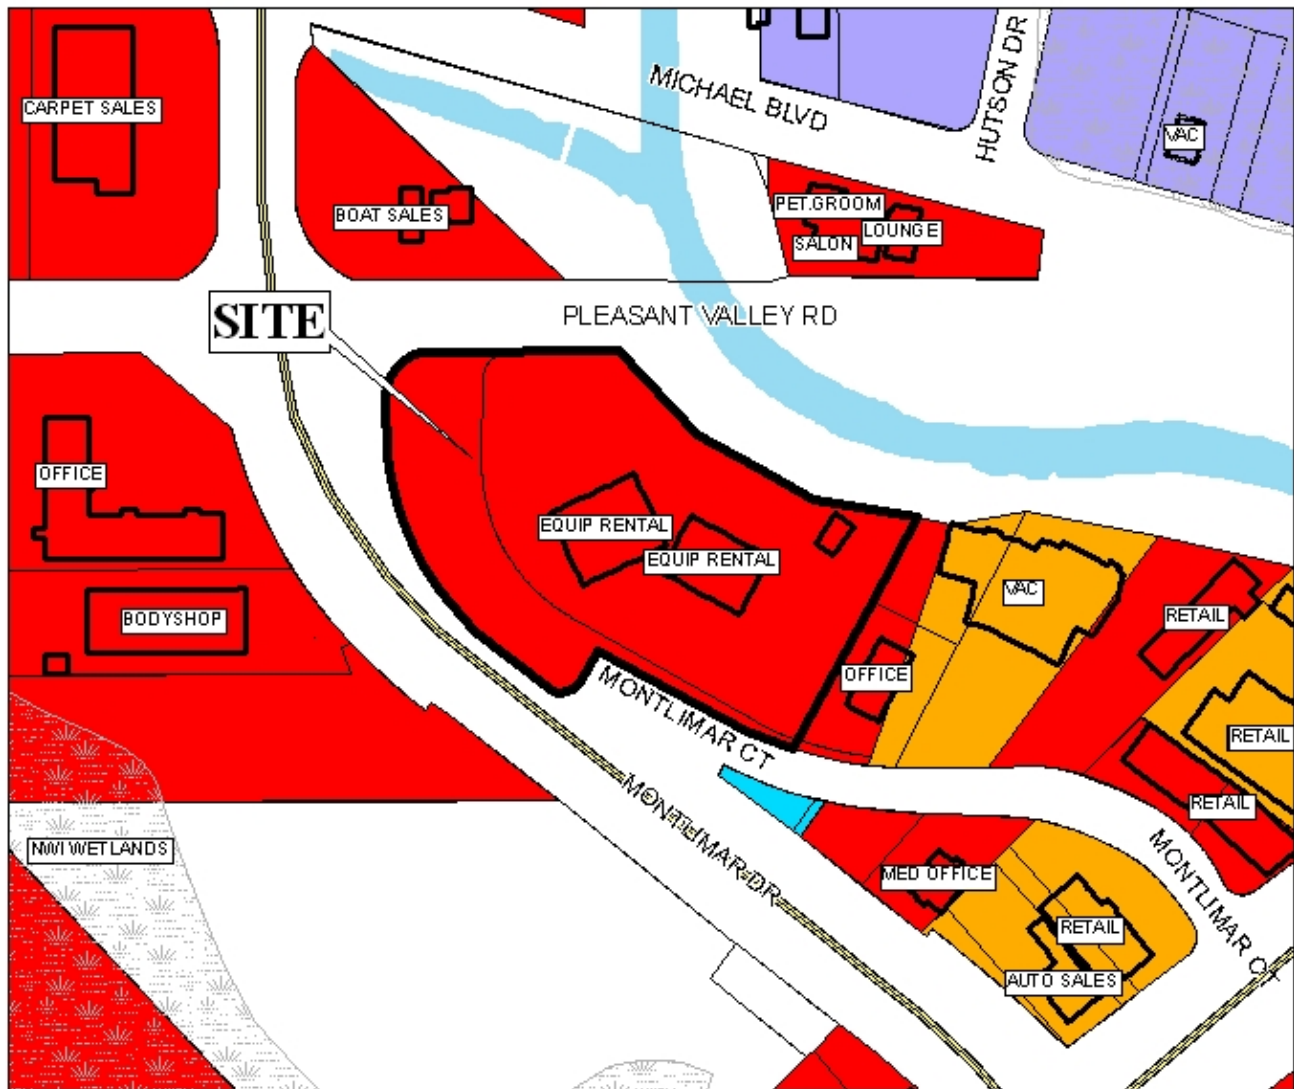 MICHAEL BLVD
HUTSON DR
CARPET SALES
VAC
BOAT SALES
PET.GROOM
SALON
LOUNGE
SITE
PLEASANT VALLEY RD
OFFICE
EQUIP RENTAL
EQUIP RENTAL
VAC
BODYSHOP
RETAIL
OFFICE
MONTLIMAR CT
RETAIL
MONTLIMAR DR
RETAIL
NWI WETLANDS
MED OFFICE
MONTLIMAR CT
RETAIL
AUTO SALES